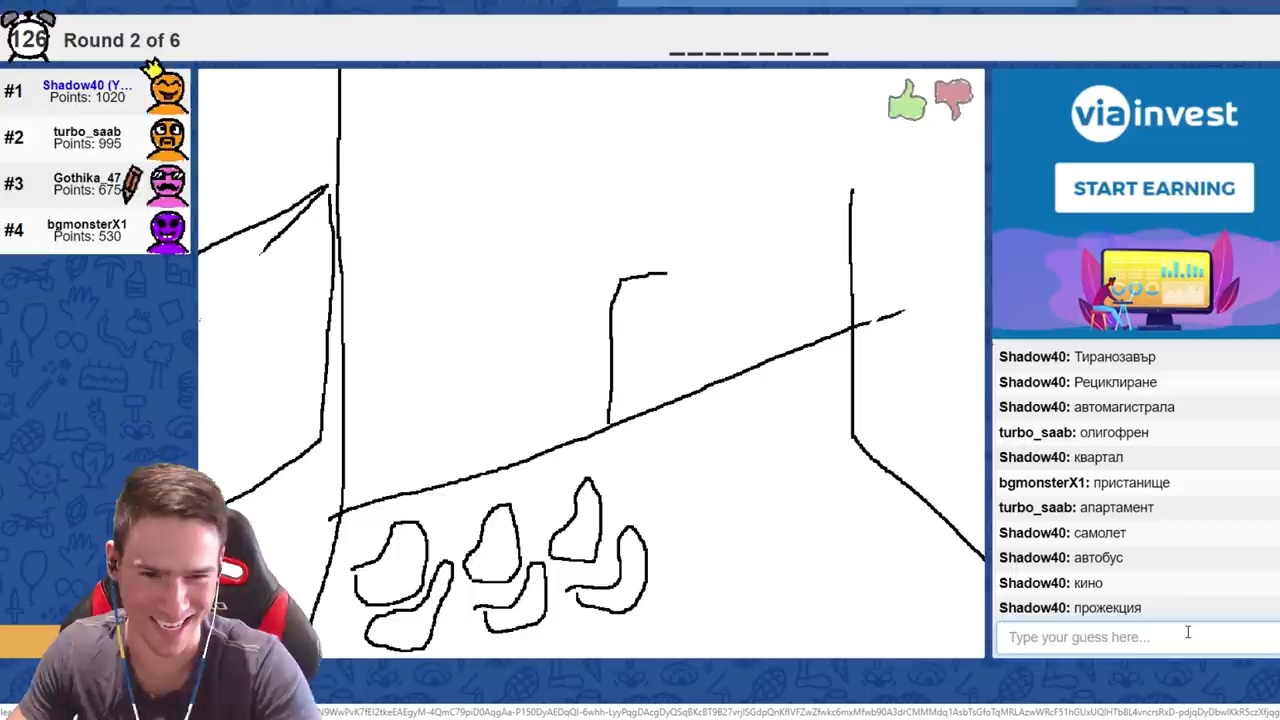 126
Round 2 of 6
_________
#1
Shadow40 (Y...
Points: 1020
#2
turbo_saab
Points: 995
#3
Gothika_47
Points: 675
#4
bgmonsterX1
Points: 530
viainvest
START EARNING
Shadow40: Тиранозавър
Shadow40: Рециклиране
Shadow40: автомагистрала
turbo_saab: олигофрен
Shadow40: квартал
bgmonsterX1: пристанище
turbo_saab: апартамент
Shadow40: самолет
Shadow40: автобус
Shadow40: кино
Shadow40: прожекция
Type your guess here...